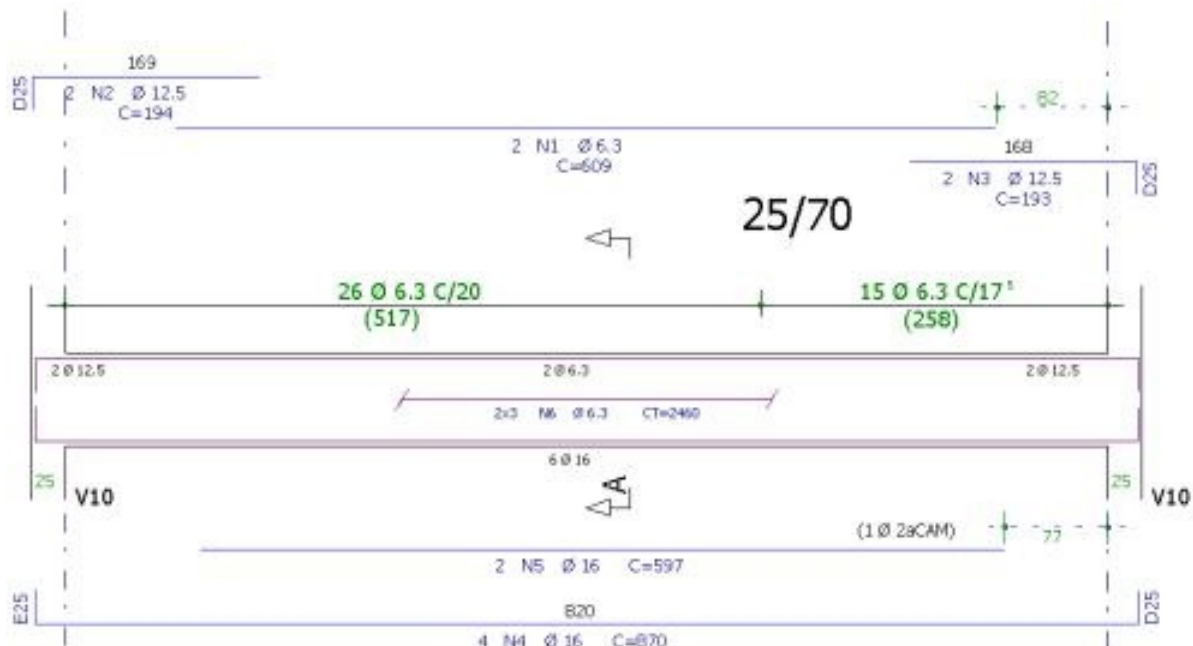 169
D25
2 N2 Ø 12.5
C=194
82
2 N1 Ø 6.3
C=609
168
2 N3 Ø 12.5
C=193
D25
25/70
26 Ø 6.3 C/20
(517)
15 Ø 6.3 C/17⁵
(258)
2 Ø 12.5
2 Ø 6.3
2 Ø 12.5
2x3 N6 Ø 6.3 CT=2460
6 Ø 16
25
V10
A
25
V10
(1 Ø 2aCAM)
77
2 N5 Ø 16 C=597
E25
820
D25
4 N4 Ø 16 C=870